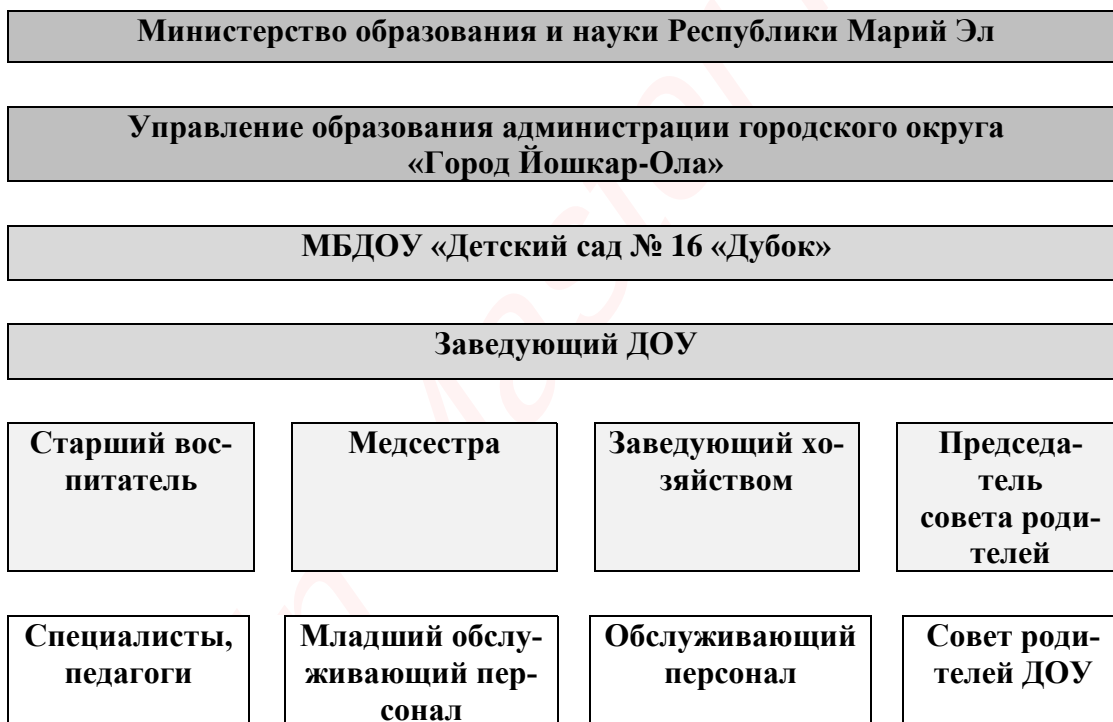 Министерство образования и науки Республики Марий Эл
Управление образования администрации городского округа
«Город Йошкар-Ола»
МБДОУ «Детский сад № 16 «Дубок»
Заведующий ДОУ
Старший вос-
питатель
Медсестра
Заведующий хо-
зяйством
Председа-
тель
совета роди-
телей
Специалисты,
педагоги
Младший обслу-
живающий пер-
сонал
Обслуживающий
персонал
Совет роди-
телей ДОУ